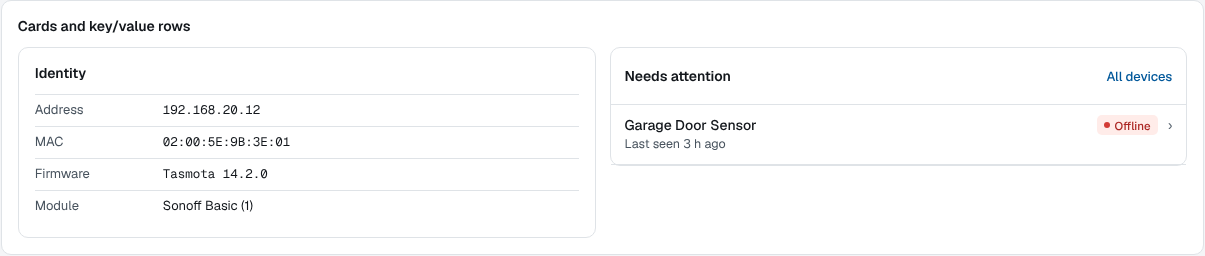 Cards and key/value rows
Identity
Address 192.168.20.12
MAC 02:00:5E:9B:3E:01
Firmware Tasmota 14.2.0
Module Sonoff Basic (1)
Needs attention All devices
Garage Door Sensor Offline ›
Last seen 3 h ago